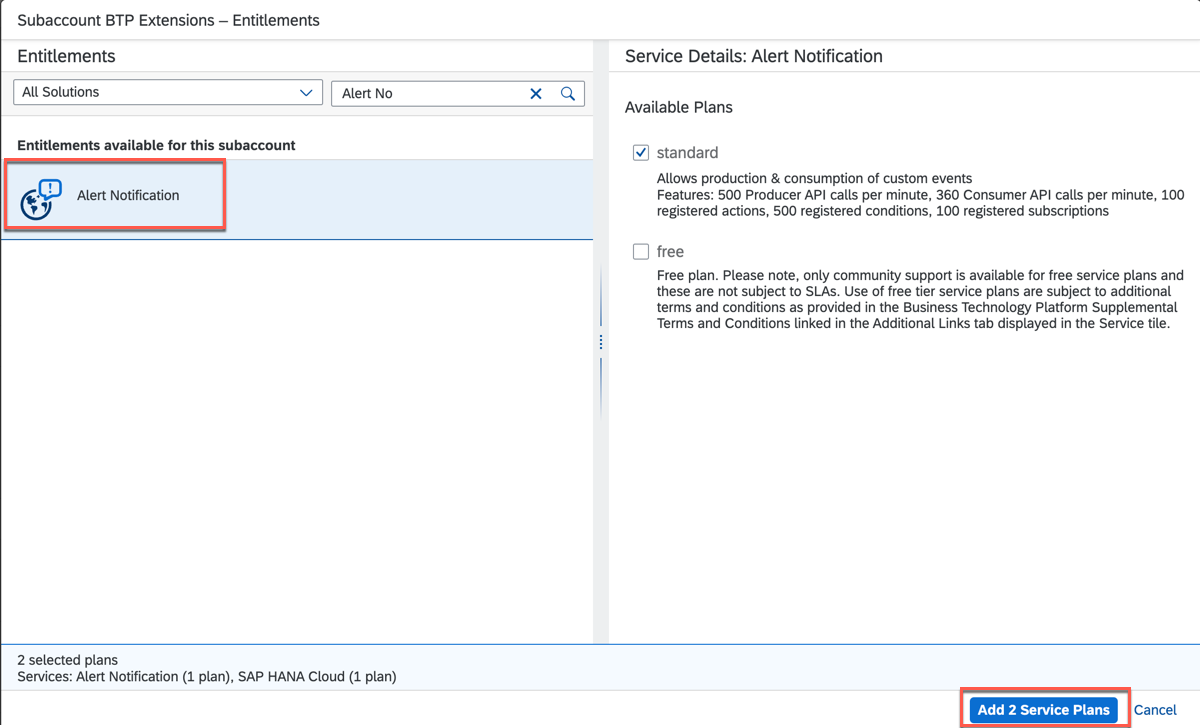 Subaccount BTP Extensions – Entitlements
Entitlements
All Solutions
Alert No
Entitlements available for this subaccount
Alert Notification
Service Details: Alert Notification
Available Plans
standard
Allows production & consumption of custom events
Features: 500 Producer API calls per minute, 360 Consumer API calls per minute, 100
registered actions, 500 registered conditions, 100 registered subscriptions
free
Free plan. Please note, only community support is available for free service plans and
these are not subject to SLAs. Use of free tier service plans are subject to additional
terms and conditions as provided in the Business Technology Platform Supplemental
Terms and Conditions linked in the Additional Links tab displayed in the Service tile.
2 selected plans
Services: Alert Notification (1 plan), SAP HANA Cloud (1 plan)
Add 2 Service Plans
Cancel